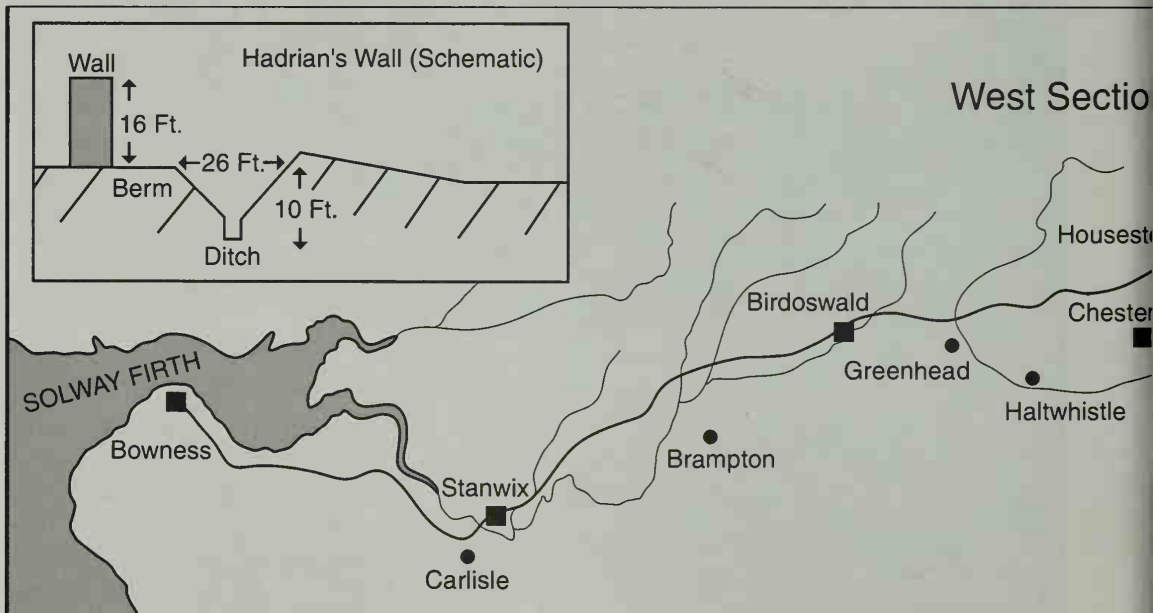 Hadrian's Wall (Schematic)
Wall
16 Ft.
26 Ft.
Berm
10 Ft.
Ditch
West Sectio
Houseste
Birdoswald
Chester
SOLWAY FIRTH
Greenhead
Haltwhistle
Bowness
Brampton
Stanwix
Carlisle